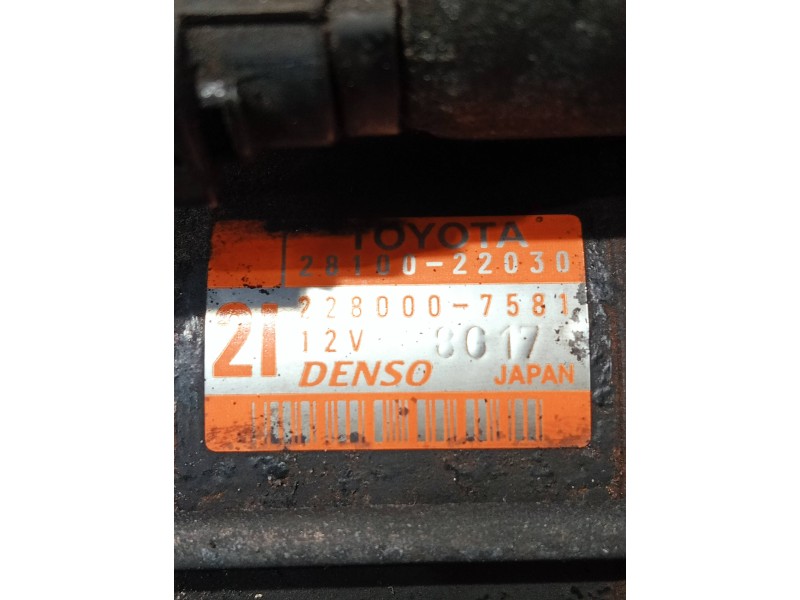 TOYOTA
28100-22030
228000-7581
21
12V
DENSO
JAPAN